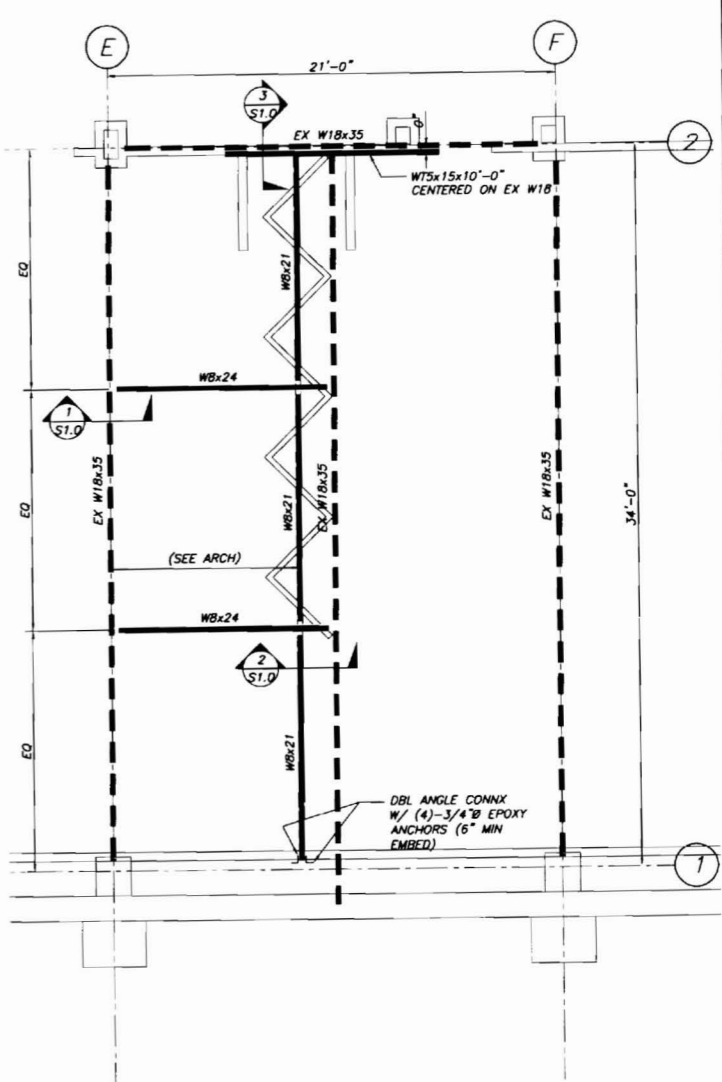 E
F
21'-0"
3
S1.0
EX W18x35
2
WT5x15x10'-0"
CENTERED ON EX W18
EQ
W8x21
W8x24
1
S1.0
EX W18x35
EQ
W8x21
EX W18x35
EX W18x35
34'-0"
(SEE ARCH)
W8x24
2
S1.0
EQ
W8x21
DBL ANGLE CONNX
W/ (4)-3/4"Ø EPOXY
ANCHORS (6" MIN
EMBED)
1